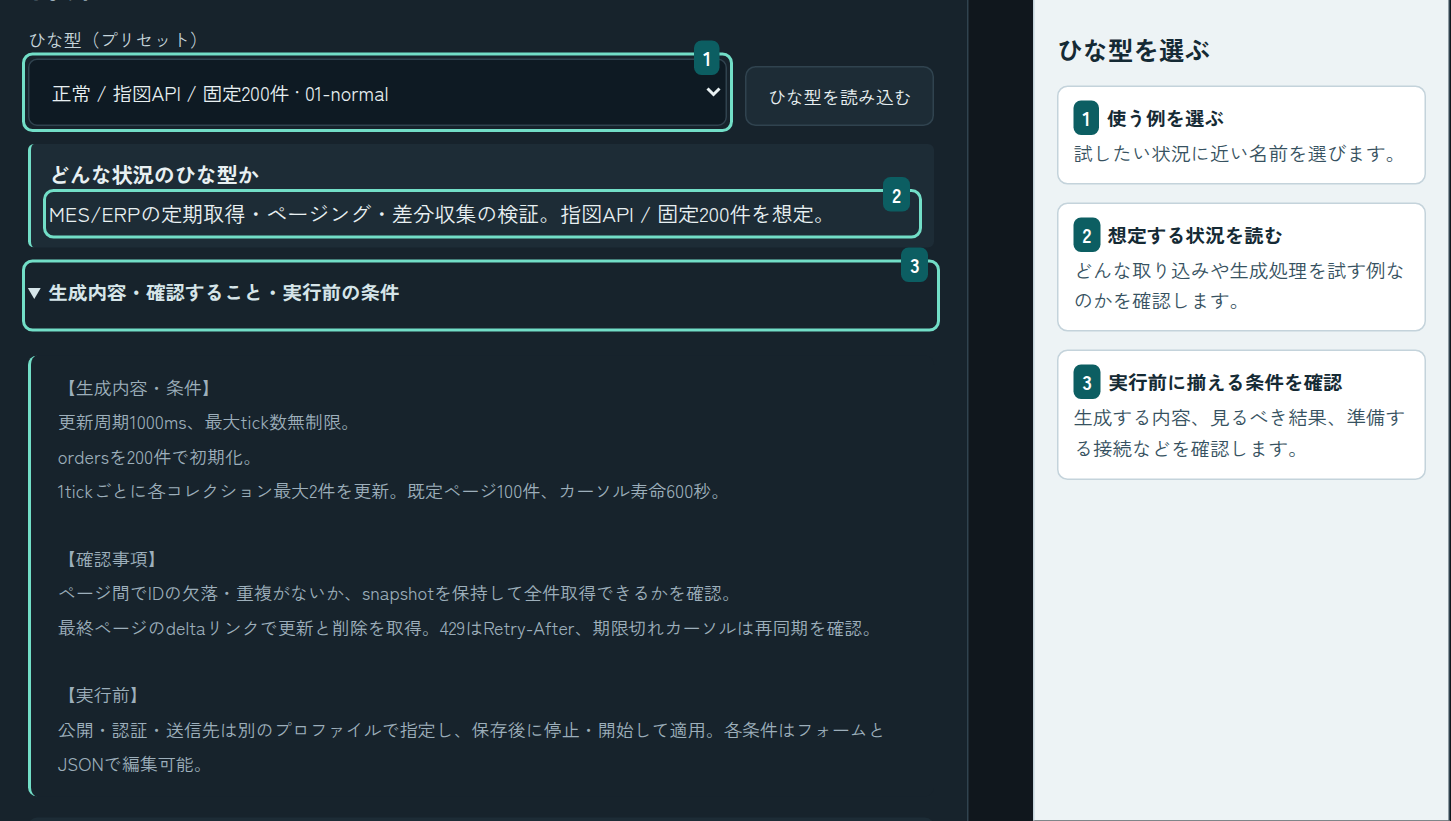 ひな型（プリセット）
1
正常 / 指図API / 固定200件 · 01-normal
ひな型を読み込む
どんな状況のひな型か
2
MES/ERPの定期取得・ページング・差分収集の検証。指図API / 固定200件を想定。
3
▼ 生成内容・確認すること・実行前の条件
【生成内容・条件】
更新周期1000ms、最大tick数無制限。
ordersを200件で初期化。
1tickごとに各コレクション最大2件を更新。既定ページ100件、カーソル寿命600秒。
【確認事項】
ページ間でIDの欠落・重複がないか、snapshotを保持して全件取得できるかを確認。
最終ページのdeltaリンクで更新と削除を取得。429はRetry-After、期限切れカーソルは再同期を確認。
【実行前】
公開・認証・送信先は別のプロファイルで指定し、保存後に停止・開始して適用。各条件はフォームと
JSONで編集可能。
ひな型を選ぶ
1 使う例を選ぶ
試したい状況に近い名前を選びます。
2 想定する状況を読む
どんな取り込みや生成処理を試す例な
のかを確認します。
3 実行前に揃える条件を確認
生成する内容、見るべき結果、準備す
る接続などを確認します。